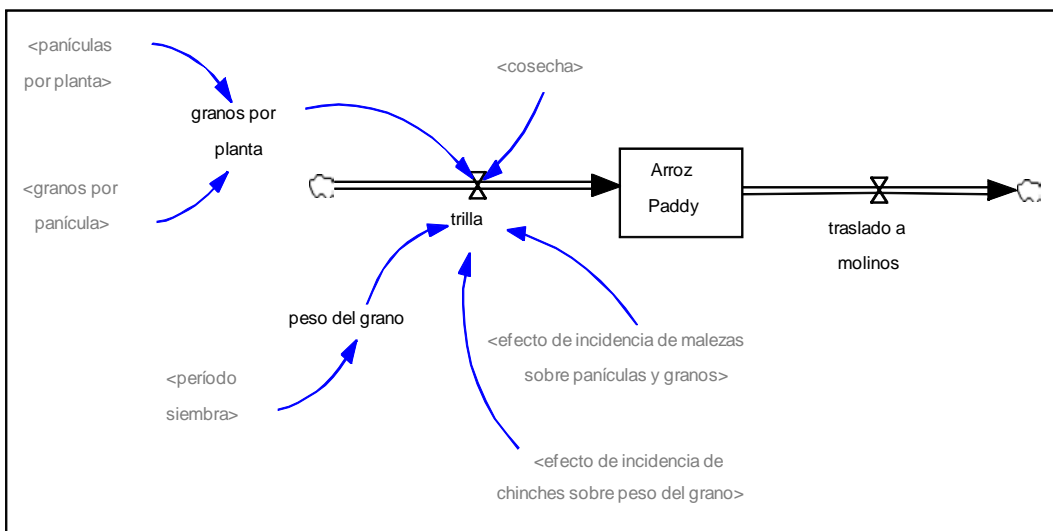 <panículas
por planta>
<cosecha>
granos por
planta
<granos por
panícula>
Arroz
Paddy
trilla
traslado a
molinos
peso del grano
<efecto de incidencia de malezas
sobre panículas y granos>
<período
siembra>
<efecto de incidencia de
chinches sobre peso del grano>